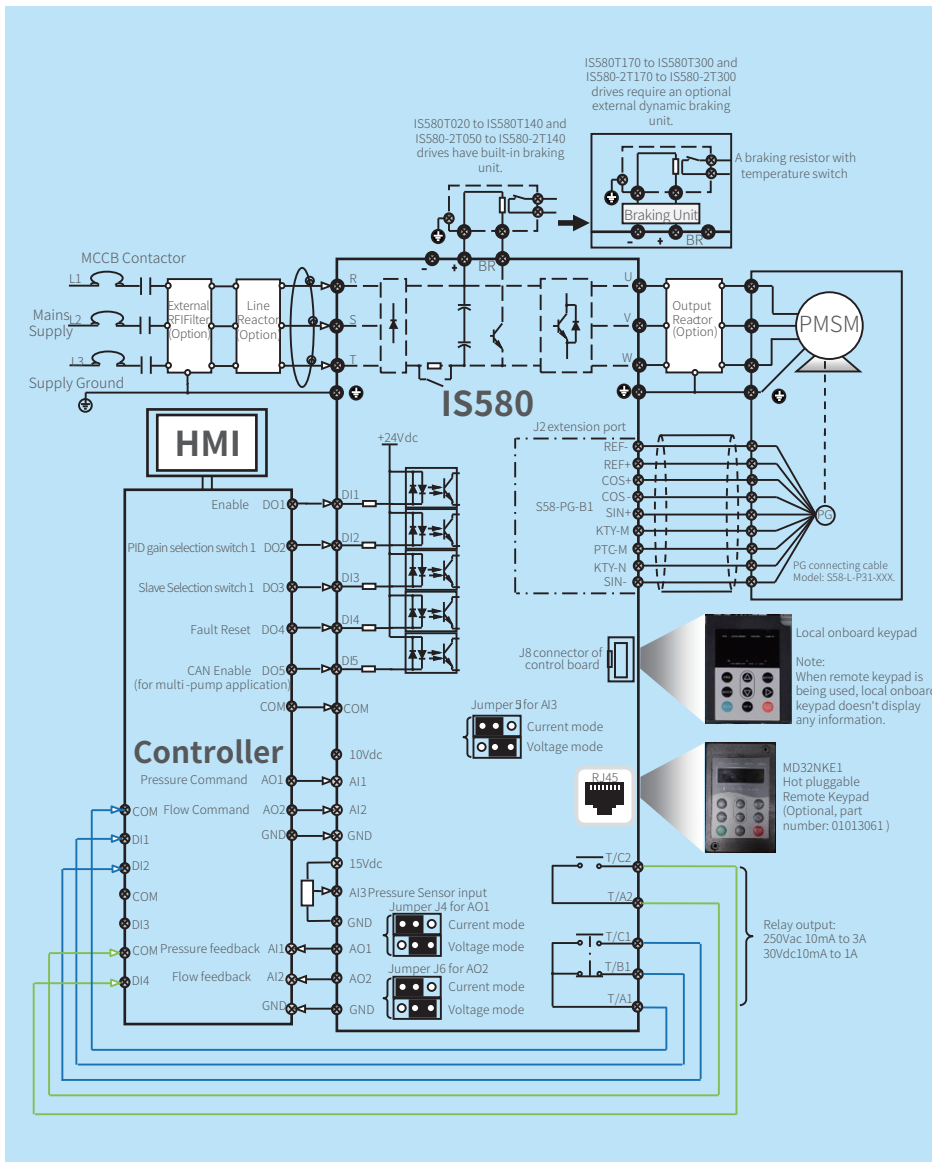 IS580T170 to IS580T300 and
IS580-2T170 to IS580-2T300
drives require an optional
external dynamic braking
unit.
IS580T020 to IS580T140 and
IS580-2T050 to IS580-2T140
drives have built-in braking
unit.
A braking resistor with
temperature switch
Braking Unit
-
+
BR
-
+
BR
MCCB Contactor
L1
Mains
Supply
L2
L3
Supply Ground
External
RFIFilter
(Option)
Line
Reactor
(Option)
R
S
T
U
V
W
Output
Reactor
(Option)
PMSM
IS580
HMI
+24Vdc
J2 extension port
S58-PG-B1
REF-
REF+
COS+
COS -
SIN+
KTY-M
PTC-M
KTY-N
SIN-
PG
PG connecting cable
Model: S58-L-P31-XXX.
Enable DO1
DI1
PID gain selection switch 1 DO2
DI2
Slave Selection switch 1 DO3
DI3
Fault Reset DO4
DI4
CAN Enable DO5
(for multi -pump application)
DI5
COM
COM
J8 connector of
control board
Local onboard keypad
Note:
When remote keypad is
being used, local onboard
keypad doesn't display
any information.
Jumper J5 for AI3
Current mode
Voltage mode
Controller
10Vdc
Pressure Command AO1
AI1
COM Flow Command AO2
AI2
GND
GND
DI1
DI2
COM
DI3
15Vdc
AI3 Pressure Sensor input
GND
RJ45
MD32NKE1
Hot pluggable
Remote Keypad
(Optional, part
number: 01013061 )
Jumper J4 for AO1
Current mode
Voltage mode
COM Pressure feedback AI1
AO1
DI4
Flow feedback AI2
AO2
GND
GND
Jumper J6 for AO2
Current mode
Voltage mode
T/C2
T/A2
T/C1
T/B1
T/A1
Relay output:
250Vac 10mA to 3A
30Vdc10mA to 1A